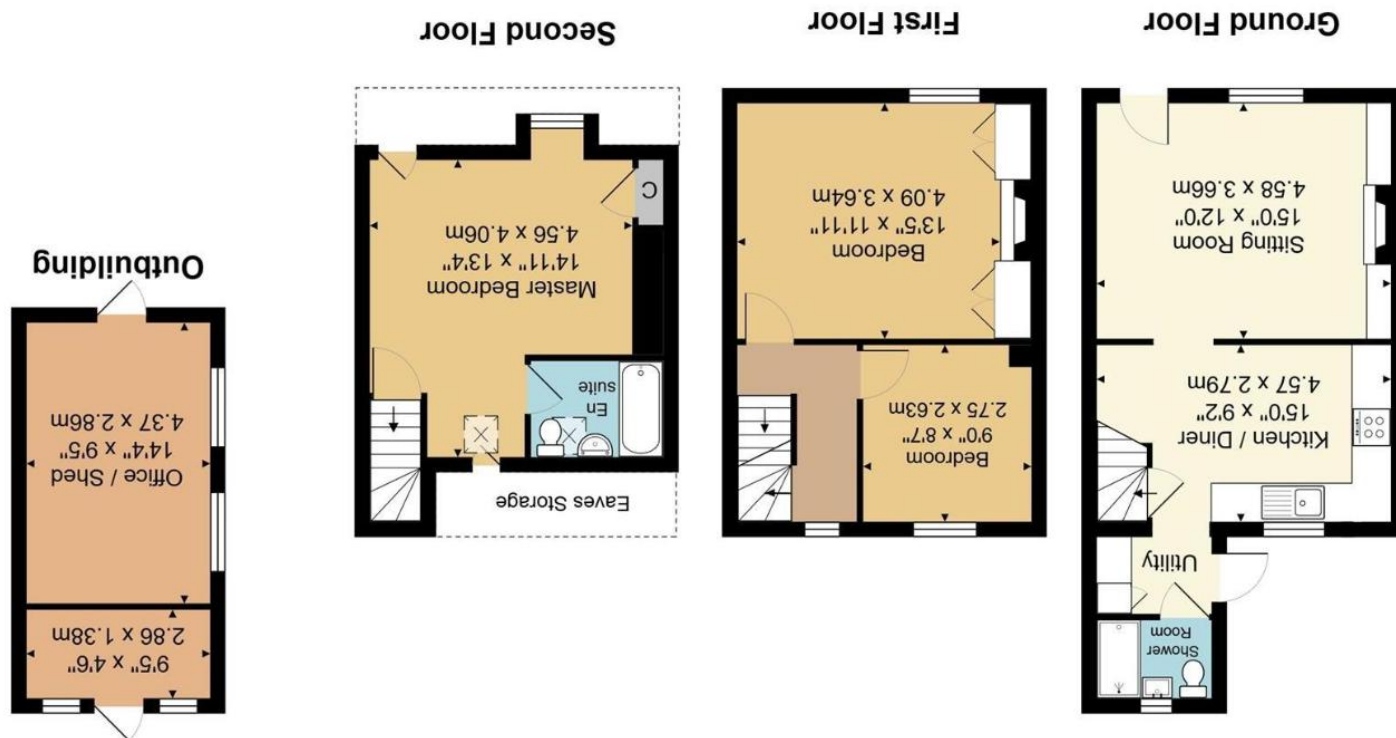 Ground Floor
Sitting Room
15'0" x 12'0"
4.58 x 3.66m
Kitchen / Diner
15'0" x 9'2"
4.57 x 2.79m
Utility
Shower
Room
First Floor
Bedroom
13'5" x 11'11"
4.09 x 3.64m
Bedroom
9'0" x 8'7"
2.75 x 2.63m
Second Floor
C
Master Bedroom
14'11" x 13'4"
4.56 x 4.06m
En
suite
Eaves Storage
Outbuilding
Office / Shed
14'4" x 9'5"
4.37 x 2.86m
9'5" x 4'6"
2.86 x 1.38m